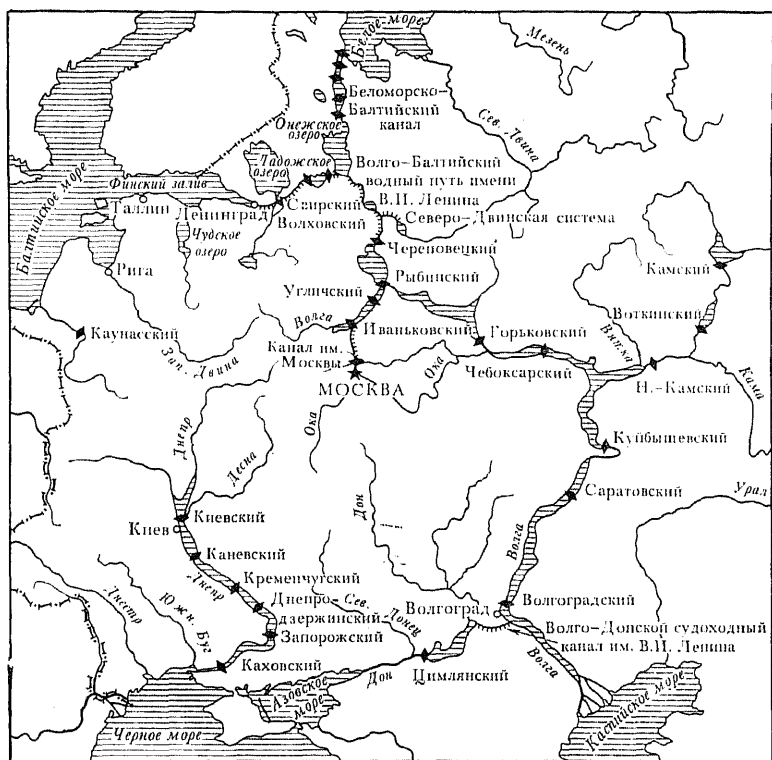 Белое море
Мезень
Беломорско-
Балтийский
канал
Онежское
озеро
Сев. Двина
Ладожское
озеро
Волго-Балтийский
водный путь имени
В.И. Ленина
Финский залив
Балтийское море
Таллин
Ленинград
Свирский
Волховский
Северо-Двинская система
Чудское
озеро
Череповецкий
Рига
Рыбинский
Камский
Угличский
Воткинский
Волга
Иваньковский
Горьковский
Вятка
Каунасский
Зап. Двина
Канал им.
Москвы
Ока
Чебоксарский
МОСКВА
Н.-Камский
Кама
Днепр
Ока
Куйбышевский
Десна
Дон
Саратовский
Урал
Киев
Киевский
Волга
Каневский
Днепр
Кременчугский
Днестр
Южн. Буг
Днепро-
дзержинский
Сев. Донец
Волгоград
Волгоградский
Запорожский
Волго-Донской судоходный
канал им. В.И. Ленина
Каховский
Дон
Цимлянский
Волга
Азовское
море
Черное море
Каспийское море